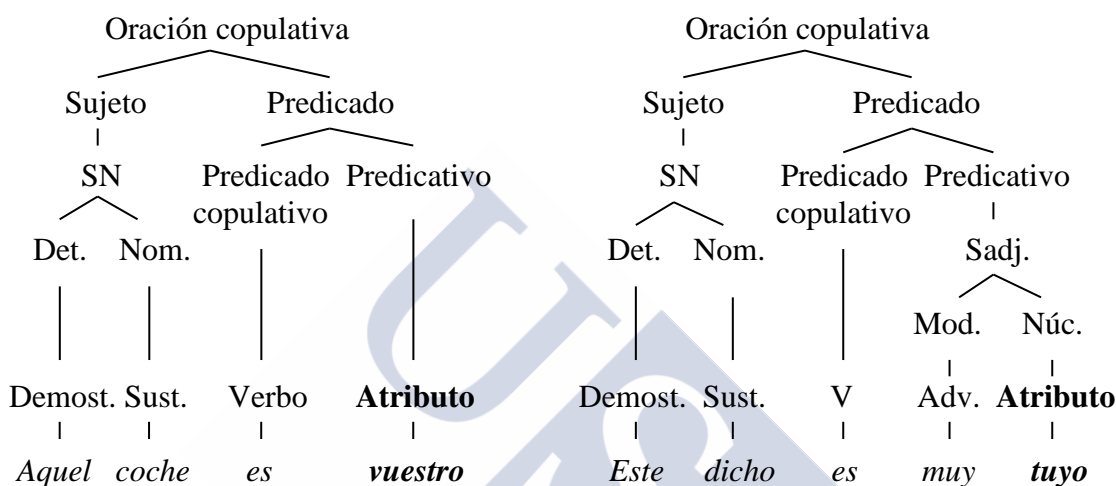 Oración copulativa Oración copulativa
Sujeto Predicado Sujeto Predicado
SN Predicado Predicativo SN Predicado Predicativo
copulativo copulativo
Det. Nom. Det. Nom. Sadj.
Mod. Núc.
Demost. Sust. Verbo Atributo Demost. Sust. V Adv. Atributo
Aquel coche es vuestro Este dicho es muy tuyo